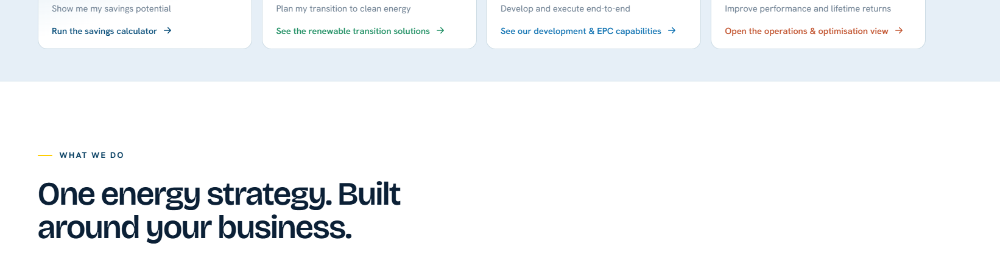 Show me my savings potential
Run the savings calculator →
Plan my transition to clean energy
See the renewable transition solutions →
Develop and execute end-to-end
See our development & EPC capabilities →
Improve performance and lifetime returns
Open the operations & optimisation view →
WHAT WE DO
One energy strategy. Built
around your business.